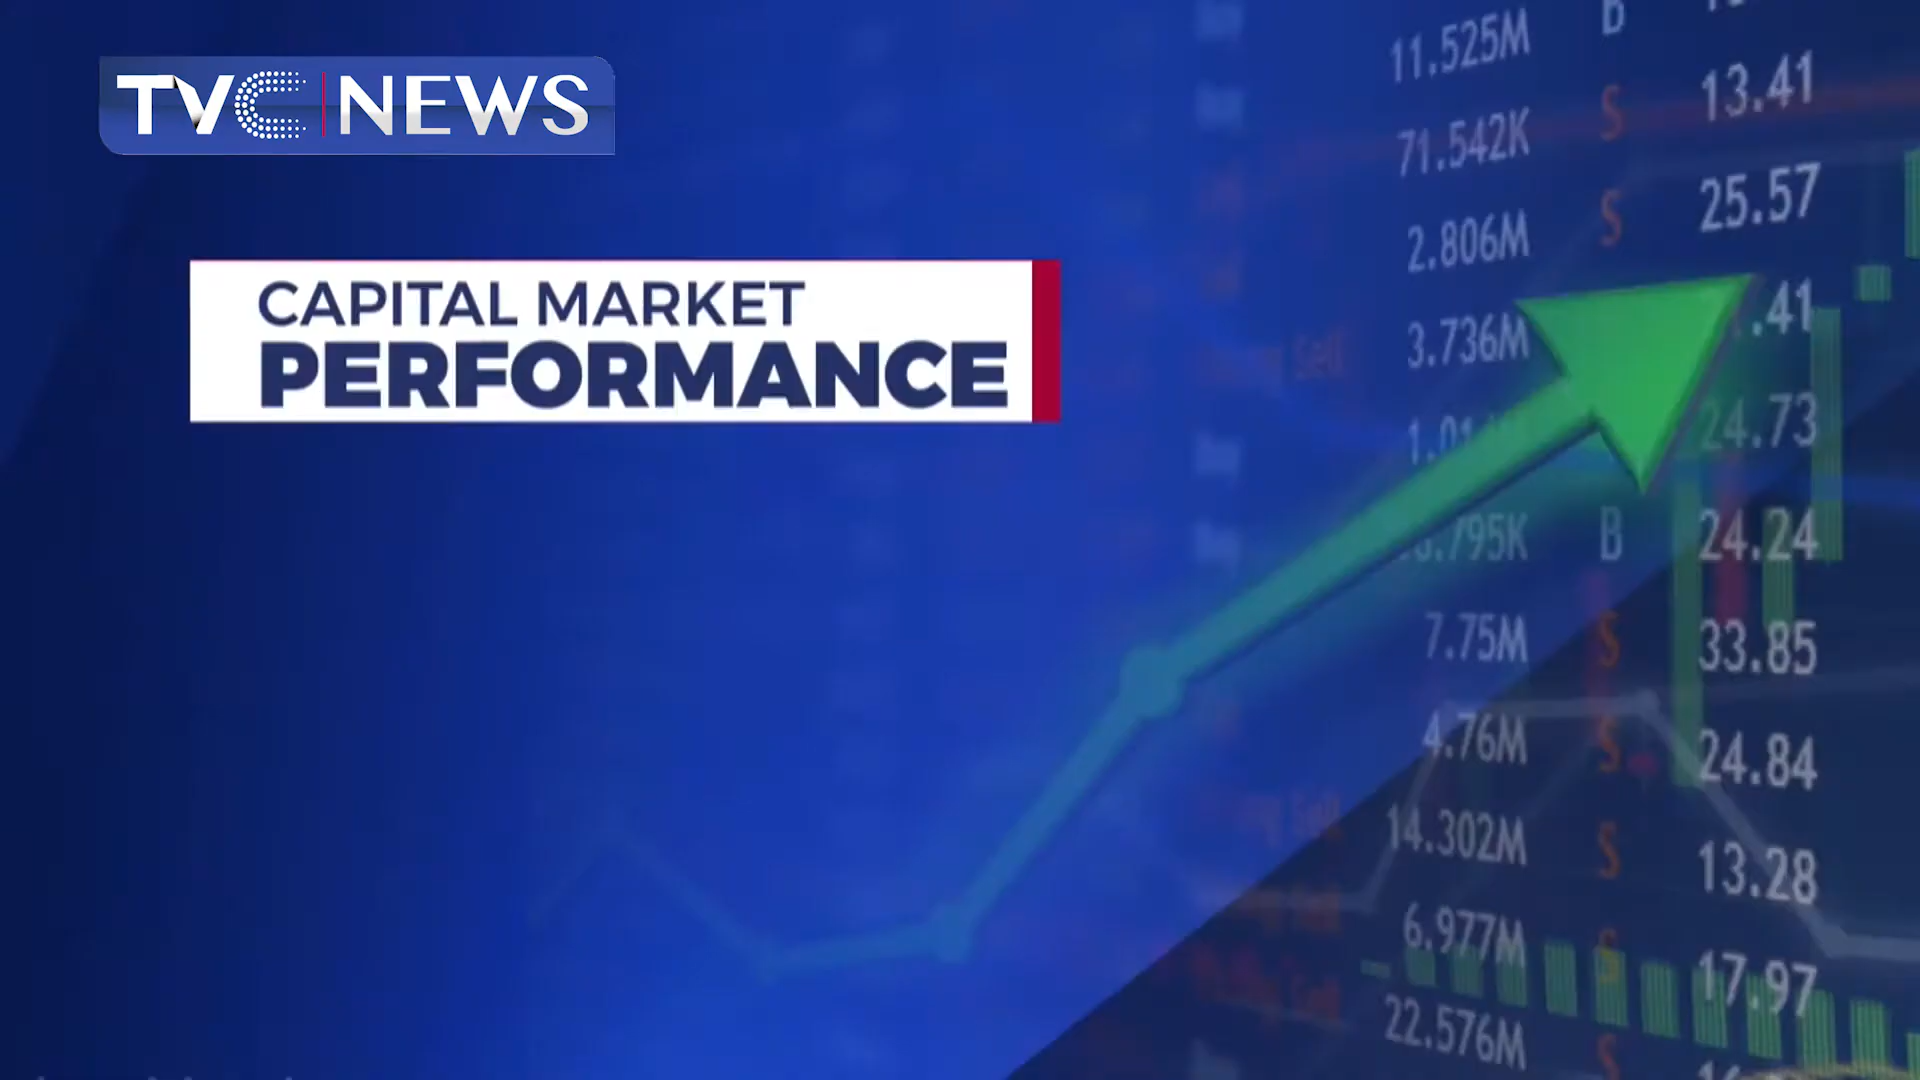 TVC NEWS
CAPITAL MARKET
PERFORMANCE
11.525M B
71.542K S 13.41
2.806M S 25.57
3.736M .41
24.73
B 24.24
7.75M S 33.85
4.76M S 24.84
14.302M S 13.28
6.977M S 17.97
22.576M S